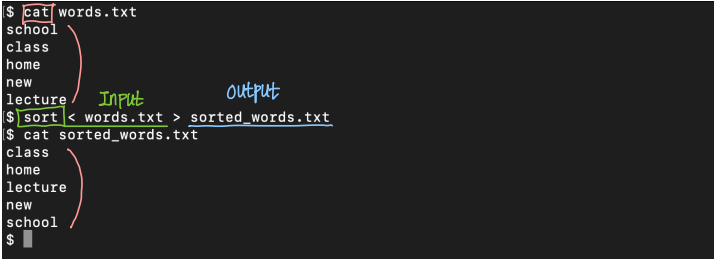 [$ cat words.txt
school
class
home
new
lecture
Input
output
[$ sort < words.txt > sorted_words.txt
[$ cat sorted_words.txt
class
home
lecture
new
school
$